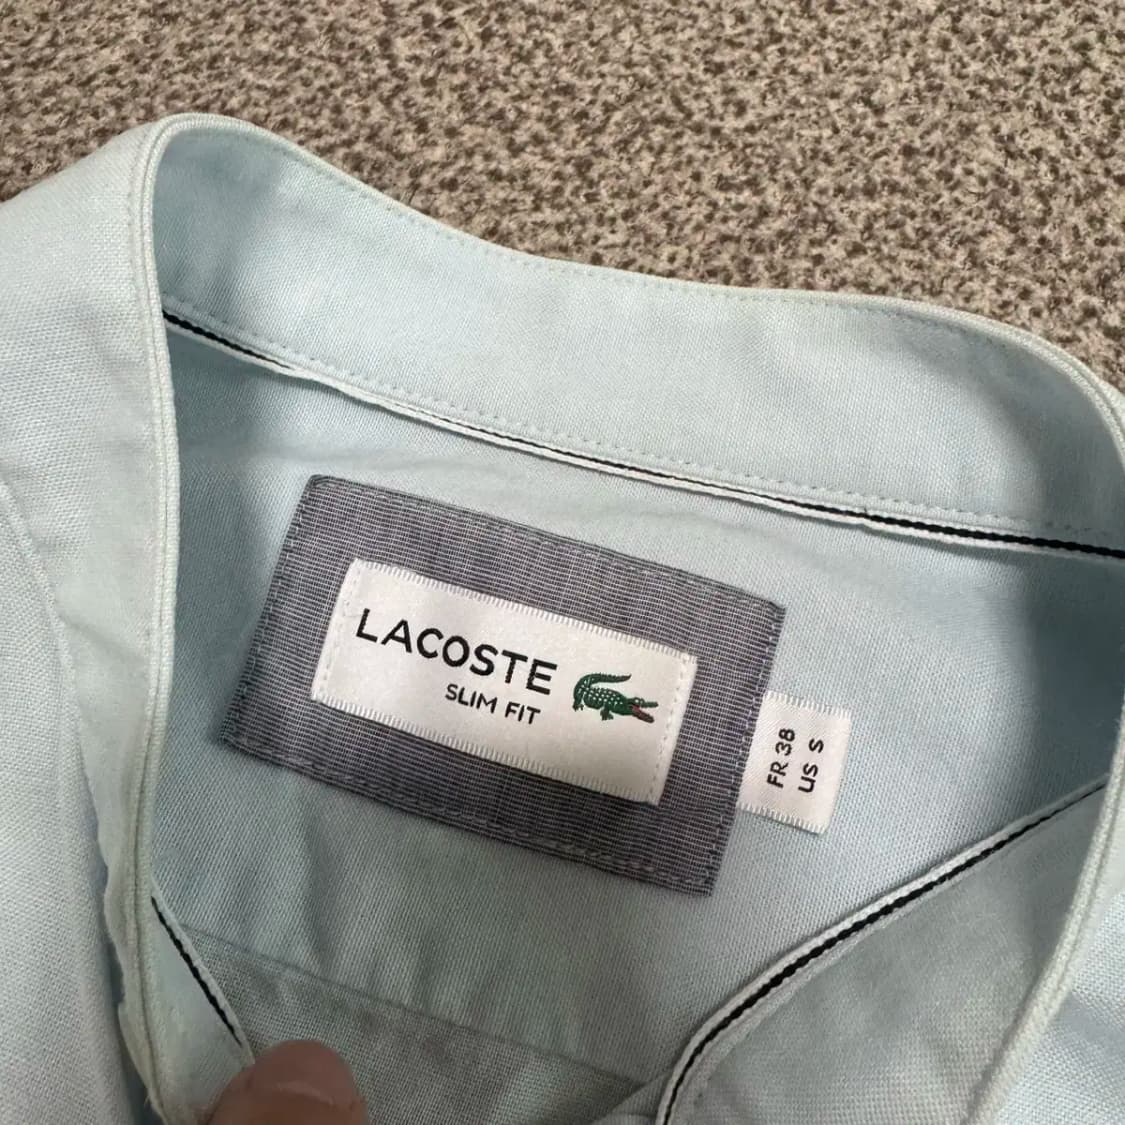 LACOSTE
SLIM FIT
FR 38
US S